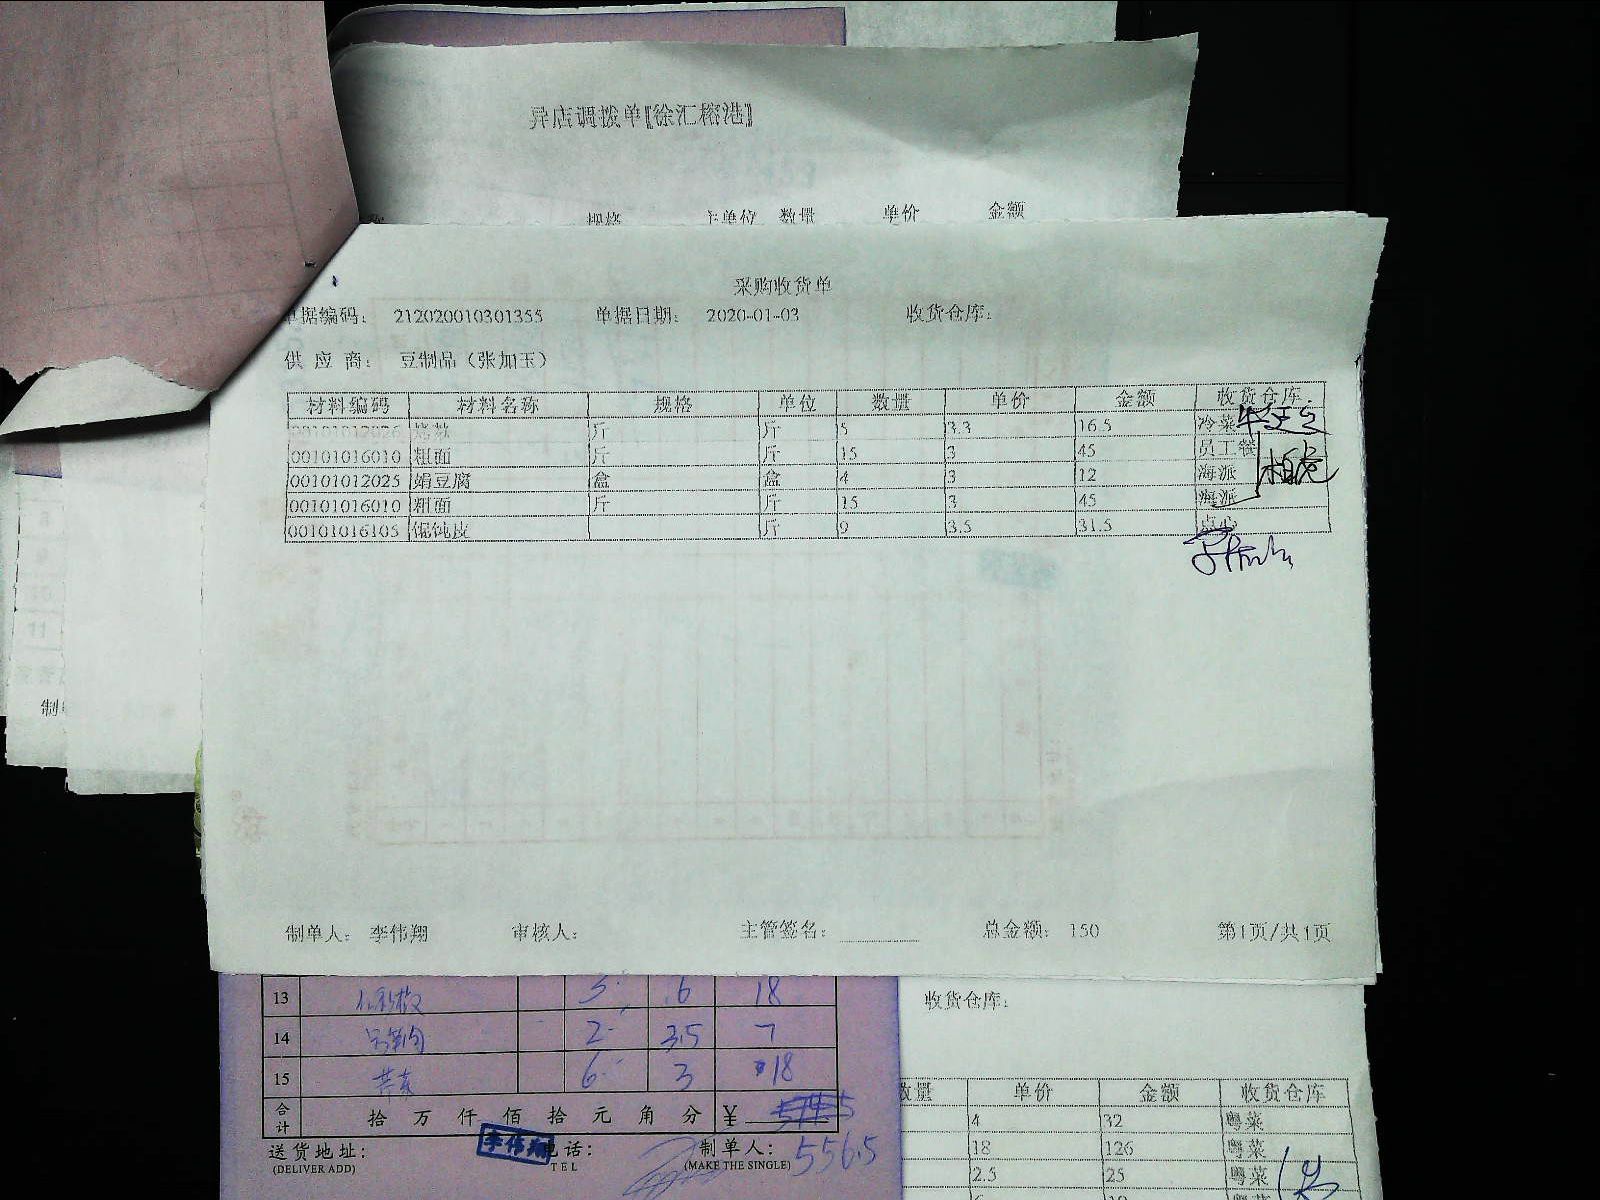 异店调拨单[徐汇榕港]
规格 主单位 数量 单价 金额
采购收货单
单据编码： 212020010301355 单据日期： 2020-01-03 收货仓库：
供应商： 豆制品（张加玉）
材料编码 材料名称 规格 单位 数量 单价 金额 收货仓库
00101012026 烤麸 斤 斤 5 3.3 16.5 冷菜
00101016010 粗面 斤 斤 15 3 45 员工餐
00101012025 绢豆腐 盒 盒 4 3 12 海派
00101016010 粗面 斤 斤 15 3 45 海派
00101016105 馄饨皮 斤 9 3.5 31.5 点心
制单人： 李伟翔 审核人： 主管签名： 总金额： 150 第1页/共1页
11
制
13 3 6 18
14 2 3.5 7
15 6 3 18
合计 拾 万 仟 佰 拾 元 角 分 ¥
送货地址： 李伟翔 电话： 制单人： 556.5
(DELIVER ADD) TEL (MAKE THE SINGLE)
收货仓库：
数量 单价 金额 收货仓库
4 32 粤菜
18 126 粤菜
2.5 25 粤菜